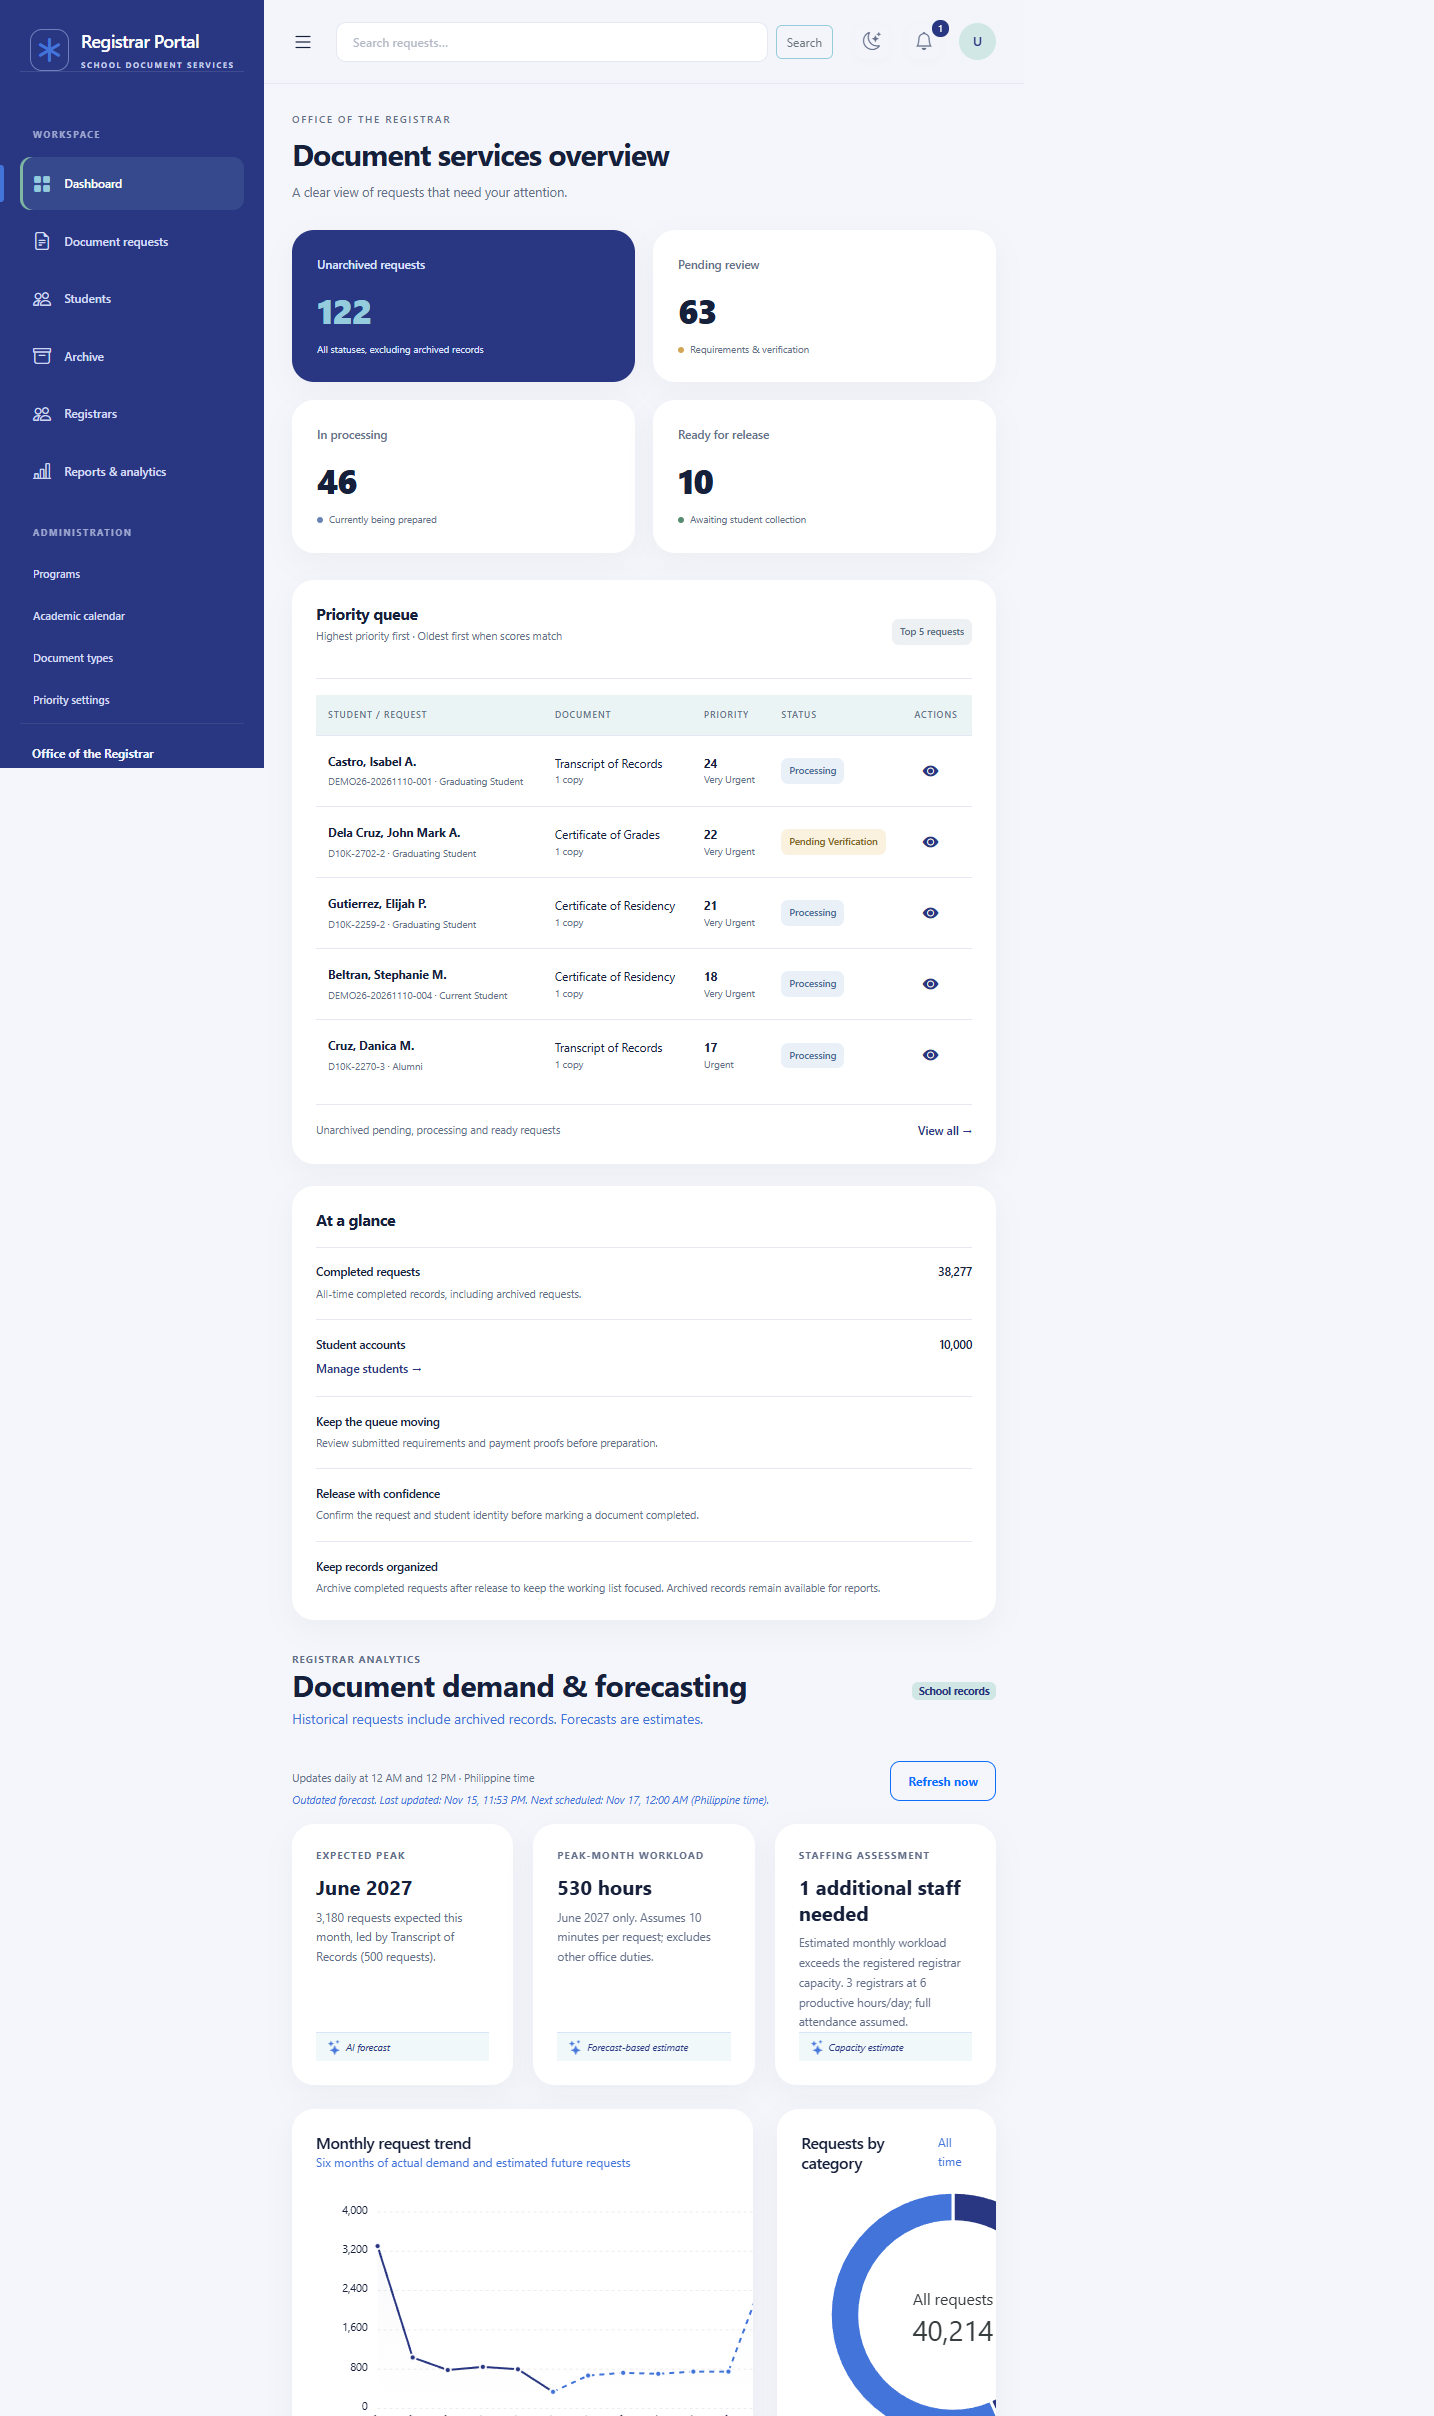 Registrar Portal
SCHOOL DOCUMENT SERVICES
WORKSPACE
Dashboard
Document requests
Students
Archive
Registrars
Reports & analytics
ADMINISTRATION
Programs
Academic calendar
Document types
Priority settings
Office of the Registrar
Search requests...
Search
1
U
OFFICE OF THE REGISTRAR
Document services overview
A clear view of requests that need your attention.
Unarchived requests
122
All statuses, excluding archived records
Pending review
63
Requirements & verification
In processing
46
Currently being prepared
Ready for release
10
Awaiting student collection
Priority queue
Highest priority first · Oldest first when scores match
Top 5 requests
STUDENT / REQUEST DOCUMENT PRIORITY STATUS ACTIONS
Castro, Isabel A. Transcript of Records 24 Processing
DEMO26-20261110-001 · Graduating Student 1 copy Very Urgent
Dela Cruz, John Mark A. Certificate of Grades 22 Pending Verification
D10K-2702-2 · Graduating Student 1 copy Very Urgent
Gutierrez, Elijah P. Certificate of Residency 21 Processing
D10K-2259-2 · Graduating Student 1 copy Very Urgent
Beltran, Stephanie M. Certificate of Residency 18 Processing
DEMO26-20261110-004 · Current Student 1 copy Very Urgent
Cruz, Danica M. Transcript of Records 17 Processing
D10K-2270-3 · Alumni 1 copy Urgent
Unarchived pending, processing and ready requests View all →
At a glance
Completed requests 38,277
All-time completed records, including archived requests.
Student accounts 10,000
Manage students →
Keep the queue moving
Review submitted requirements and payment proofs before preparation.
Release with confidence
Confirm the request and student identity before marking a document completed.
Keep records organized
Archive completed requests after release to keep the working list focused. Archived records remain available for reports.
REGISTRAR ANALYTICS
Document demand & forecasting
School records
Historical requests include archived records. Forecasts are estimates.
Updates daily at 12 AM and 12 PM · Philippine time
Outdated forecast. Last updated: Nov 15, 11:53 PM. Next scheduled: Nov 17, 12:00 AM (Philippine time).
Refresh now
EXPECTED PEAK
June 2027
3,180 requests expected this
month, led by Transcript of
Records (500 requests).
AI forecast
PEAK-MONTH WORKLOAD
530 hours
June 2027 only. Assumes 10
minutes per request; excludes
other office duties.
Forecast-based estimate
STAFFING ASSESSMENT
1 additional staff
needed
Estimated monthly workload
exceeds the registered registrar
capacity. 3 registrars at 6
productive hours/day; full
attendance assumed.
Capacity estimate
Monthly request trend
Six months of actual demand and estimated future requests
4,000
3,200
2,400
1,600
800
0
Requests by
category
All
time
All requests
40,214